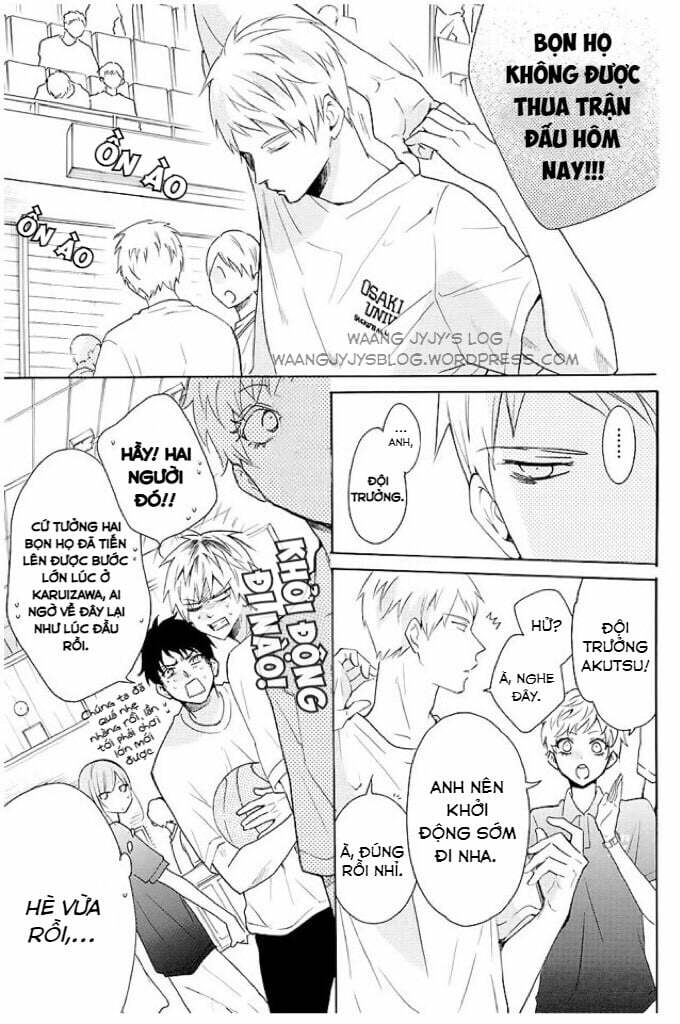 BỌN HỌ
KHÔNG ĐƯỢC
THUA TRẬN
ĐẤU HÔM
NAY!!!
ỒN ÀO
ỒN ÀO
OSAKI
UNIV
WAANG JYJY'S LOG
WAANGJYJYSBLOG.WORDPRESS.COM
......
...
ANH,
ĐỘI
TRƯỞNG.
ĐỘI
TRƯỞNG
AKUTSU!
HỬ?
À, NGHE
ĐÂY.
ANH NÊN
KHỞI
ĐỘNG SỚM
ĐI NHA.
À, ĐÚNG
RỒI NHỈ.
KHỞI ĐỘNG
ĐI NÀO!
HẦY! HAI
NGƯỜI
ĐÓ!!
CỨ TƯỞNG HAI
BỌN HỌ ĐÃ TIẾN
LÊN ĐƯỢC BƯỚC
LỚN LÚC Ở
KARUIZAWA, AI
NGỜ VỀ ĐÂY LẠI
NHƯ LÚC ĐẦU
RỒI.
Chúng ta đã
quá nhẹ
nhàng rồi, lần
tới phải chơi
lớn mới
được
HÈ VỪA
RỒI,...